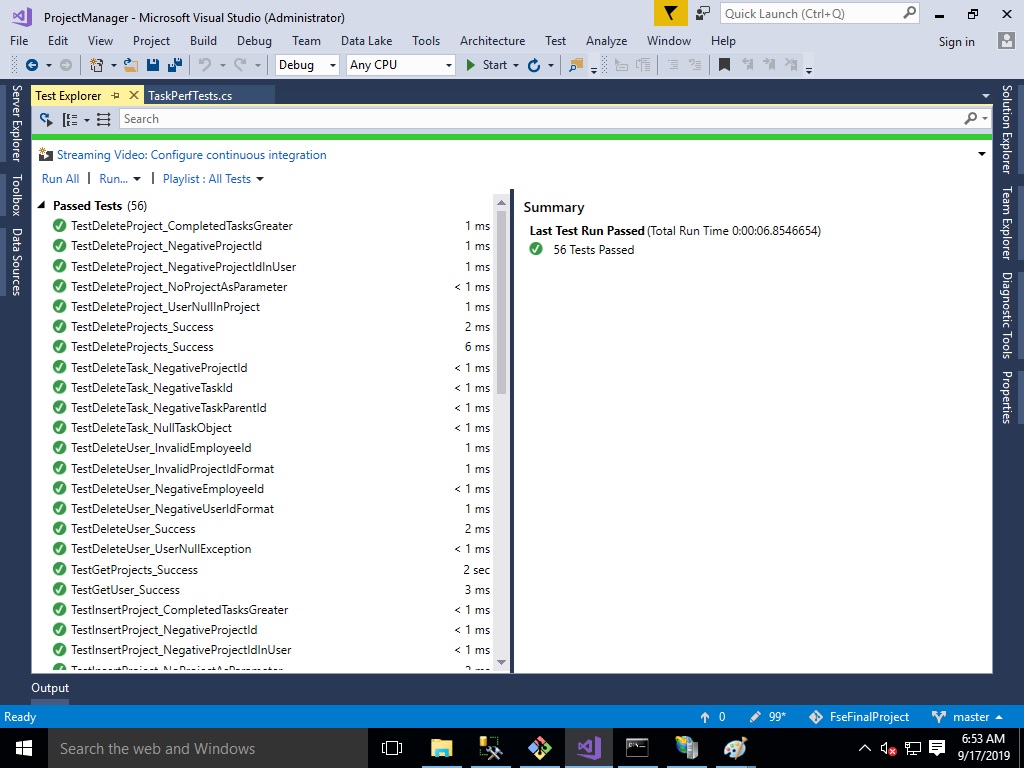 ProjectManager - Microsoft Visual Studio (Administrator)
Quick Launch (Ctrl+Q)
File Edit View Project Build Debug Team Data Lake Tools Architecture Test Analyze Window Help Sign in
Debug Any CPU Start
Server Explorer
Toolbox
Data Sources
Test Explorer TaskPerfTests.cs
Search
Streaming Video: Configure continuous integration
Run All | Run... | Playlist : All Tests
Passed Tests (56)
TestDeleteProject_CompletedTasksGreater 1 ms
TestDeleteProject_NegativeProjectId 1 ms
TestDeleteProject_NegativeProjectIdInUser 1 ms
TestDeleteProject_NoProjectAsParameter < 1 ms
TestDeleteProject_UserNullInProject 1 ms
TestDeleteProjects_Success 2 ms
TestDeleteProjects_Success 6 ms
TestDeleteTask_NegativeProjectId < 1 ms
TestDeleteTask_NegativeTaskId < 1 ms
TestDeleteTask_NegativeTaskParentId < 1 ms
TestDeleteTask_NullTaskObject < 1 ms
TestDeleteUser_InvalidEmployeeId 1 ms
TestDeleteUser_InvalidProjectIdFormat 1 ms
TestDeleteUser_NegativeEmployeeId < 1 ms
TestDeleteUser_NegativeUserIdFormat 1 ms
TestDeleteUser_Success 2 ms
TestDeleteUser_UserNullException < 1 ms
TestGetProjects_Success 2 sec
TestGetUser_Success 3 ms
TestInsertProject_CompletedTasksGreater < 1 ms
TestInsertProject_NegativeProjectId < 1 ms
TestInsertProject_NegativeProjectIdInUser < 1 ms
TestInsertProject_NoProjectAsParameter 2 ms
Summary
Last Test Run Passed (Total Run Time 0:00:06.8546654)
56 Tests Passed
Solution Explorer
Team Explorer
Diagnostic Tools
Properties
Output
Ready 0 99* FseFinalProject master
Search the web and Windows
6:53 AM
9/17/2019